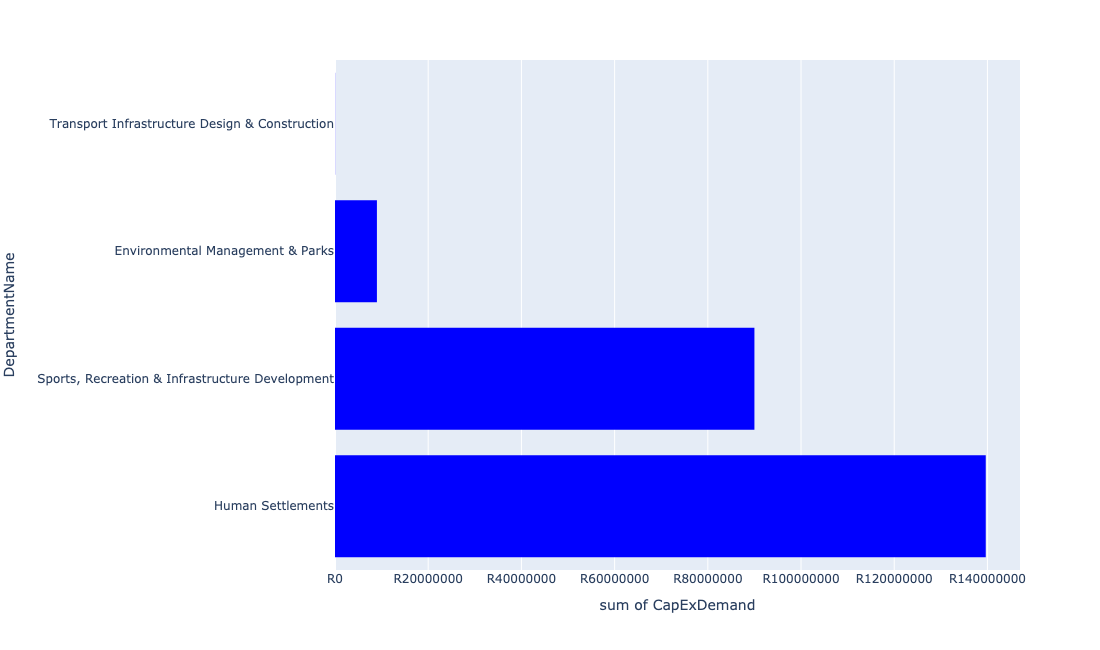 Transport Infrastructure Design & Construction
Environmental Management & Parks
DepartmentName
Sports, Recreation & Infrastructure Development
Human Settlements
R0 R20000000 R40000000 R60000000 R80000000 R100000000 R120000000 R140000000
sum of CapExDemand